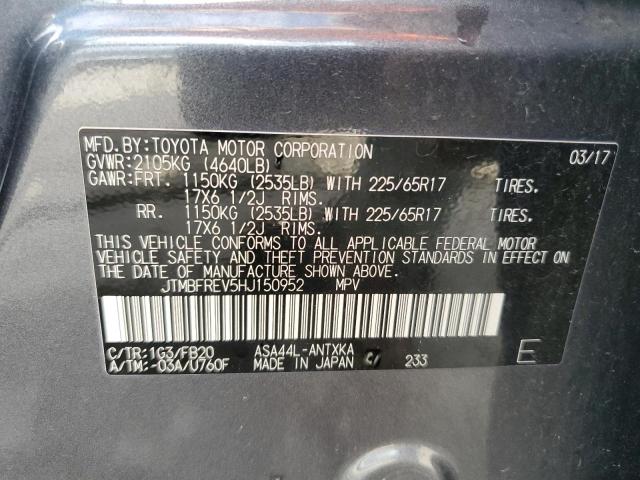 MFD. BY: TOYOTA MOTOR CORPORATION 03/17
GVWR: 2105KG (4640LB)
GAWR: FRT. 1150KG (2535LB) WITH 225/65R17 TIRES.
17X6 1/2J RIMS.
RR. 1150KG (2535LB) WITH 225/65R17 TIRES.
17X6 1/2J RIMS.
THIS VEHICLE CONFORMS TO ALL APPLICABLE FEDERAL MOTOR
VEHICLE SAFETY AND THEFT PREVENTION STANDARDS IN EFFECT ON
THE DATE OF MANUFACTURE SHOWN ABOVE.
JTMBFREV5HJ150952 MPV
C/TR: 1G3/FB20 ASA44L-ANTXKA
A/TM: -03A/U760F MADE IN JAPAN 233 E